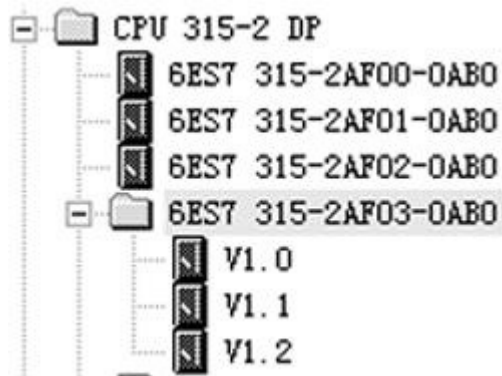 CPU 315-2 DP
6ES7 315-2AF00-0AB0
6ES7 315-2AF01-0AB0
6ES7 315-2AF02-0AB0
6ES7 315-2AF03-0AB0
V1.0
V1.1
V1.2